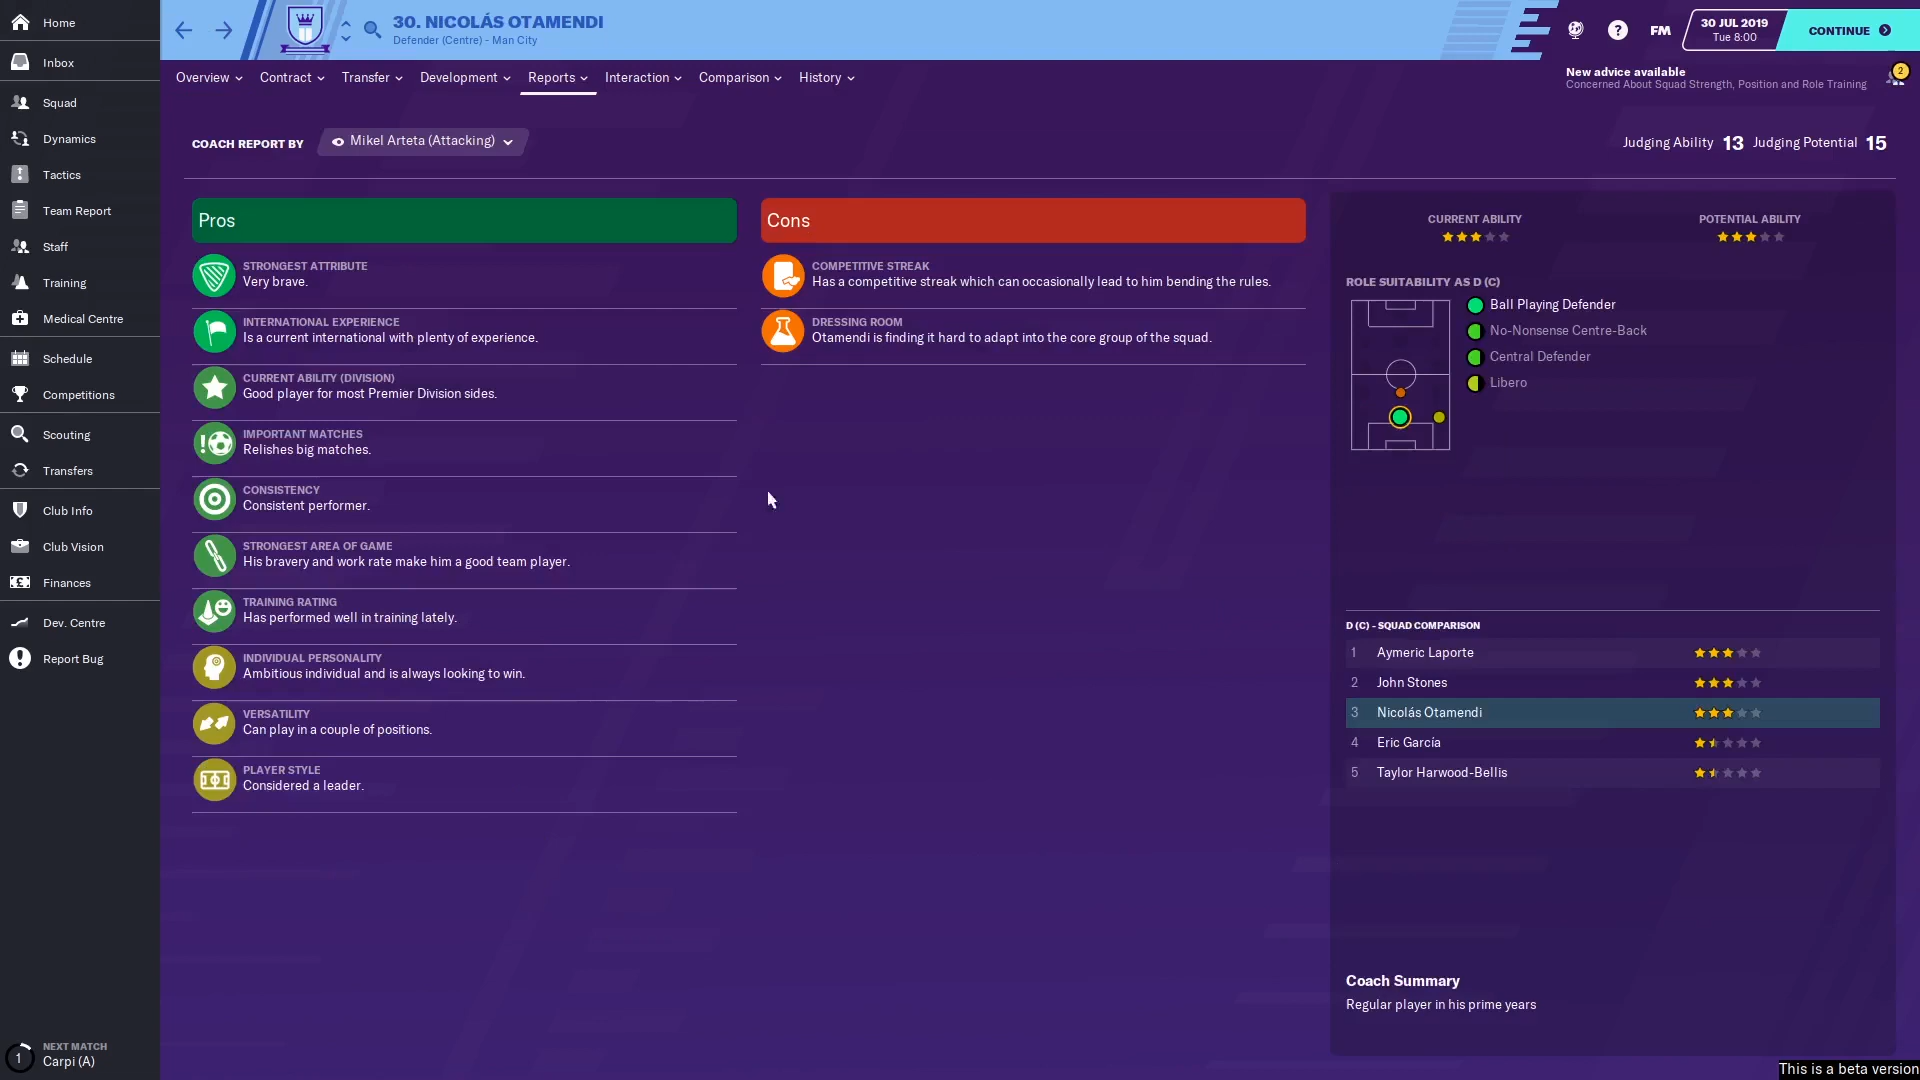 Home
Inbox
Squad
Dynamics
Tactics
Team Report
Staff
Training
Medical Centre
Schedule
Competitions
Scouting
Transfers
Club Info
Club Vision
Finances
Dev. Centre
Report Bug
1
NEXT MATCH
Carpi (A)
30. NICOLÁS OTAMENDI
Defender (Centre) - Man City
?
FM
30 JUL 2019
Tue 8:00
CONTINUE
Overview
Contract
Transfer
Development
Reports
Interaction
Comparison
History
New advice available
Concerned About Squad Strength, Position and Role Training
2
COACH REPORT BY
Mikel Arteta (Attacking)
Judging Ability 13 Judging Potential 15
Pros
STRONGEST ATTRIBUTE
Very brave.
INTERNATIONAL EXPERIENCE
Is a current international with plenty of experience.
CURRENT ABILITY (DIVISION)
Good player for most Premier Division sides.
IMPORTANT MATCHES
Relishes big matches.
CONSISTENCY
Consistent performer.
STRONGEST AREA OF GAME
His bravery and work rate make him a good team player.
TRAINING RATING
Has performed well in training lately.
INDIVIDUAL PERSONALITY
Ambitious individual and is always looking to win.
VERSATILITY
Can play in a couple of positions.
PLAYER STYLE
Considered a leader.
Cons
COMPETITIVE STREAK
Has a competitive streak which can occasionally lead to him bending the rules.
DRESSING ROOM
Otamendi is finding it hard to adapt into the core group of the squad.
CURRENT ABILITY
POTENTIAL ABILITY
ROLE SUITABILITY AS D (C)
Ball Playing Defender
No-Nonsense Centre-Back
Central Defender
Libero
D (C) - SQUAD COMPARISON
1 Aymeric Laporte
2 John Stones
3 Nicolás Otamendi
4 Eric García
5 Taylor Harwood-Bellis
Coach Summary
Regular player in his prime years
This is a beta version